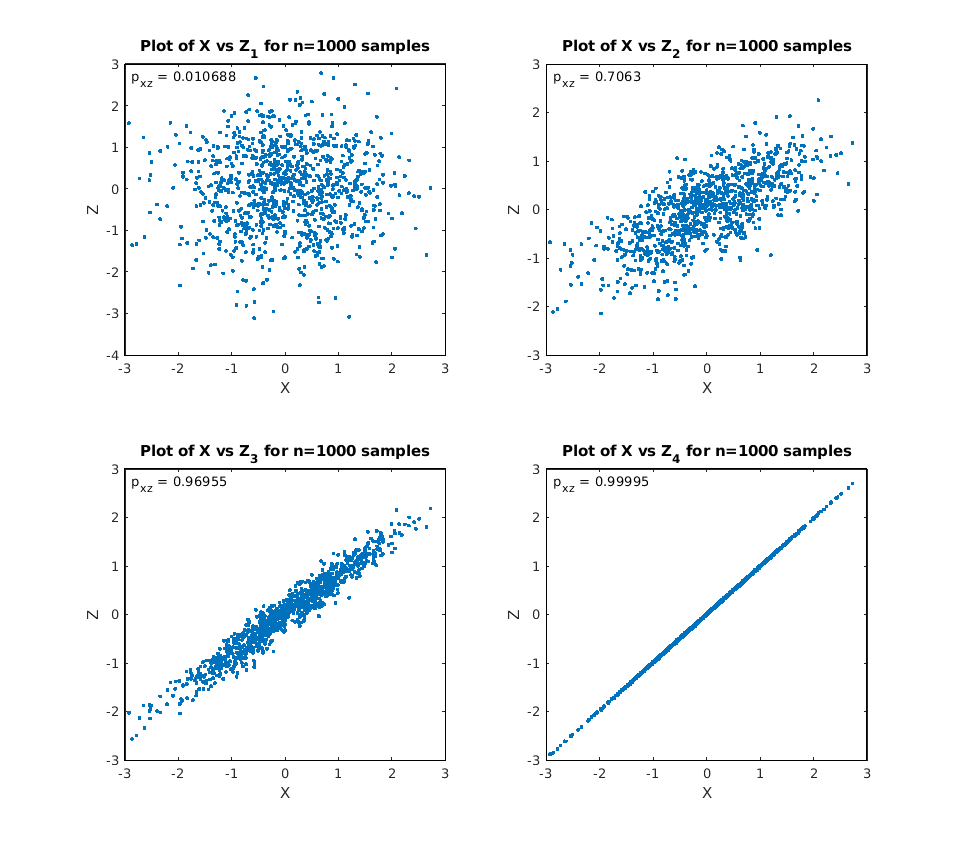 Plot of X vs Z1 for n=1000 samples
pxz = 0.010688
3
2
1
0
-1
-2
-3
-4
Z
-3 -2 -1 0 1 2 3
X
Plot of X vs Z2 for n=1000 samples
pxz = 0.7063
3
2
1
0
-1
-2
-3
Z
-3 -2 -1 0 1 2 3
X
Plot of X vs Z3 for n=1000 samples
pxz = 0.96955
3
2
1
0
-1
-2
-3
Z
-3 -2 -1 0 1 2 3
X
Plot of X vs Z4 for n=1000 samples
pxz = 0.99995
3
2
1
0
-1
-2
-3
Z
-3 -2 -1 0 1 2 3
X